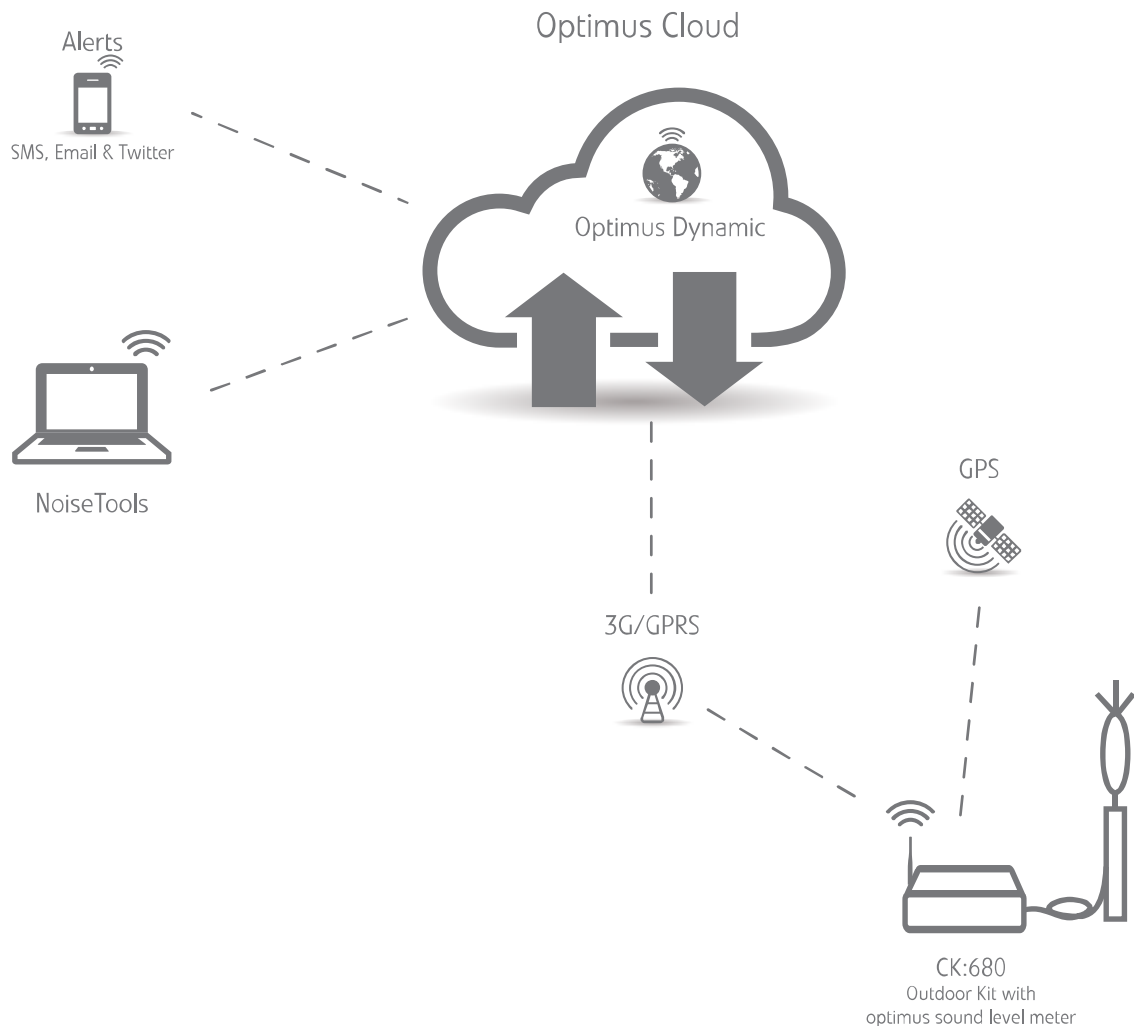 Optimus Cloud
Alerts
SMS, Email & Twitter
Optimus Dynamic
NoiseTools
GPS
3G/GPRS
CK:680
Outdoor Kit with
optimus sound level meter